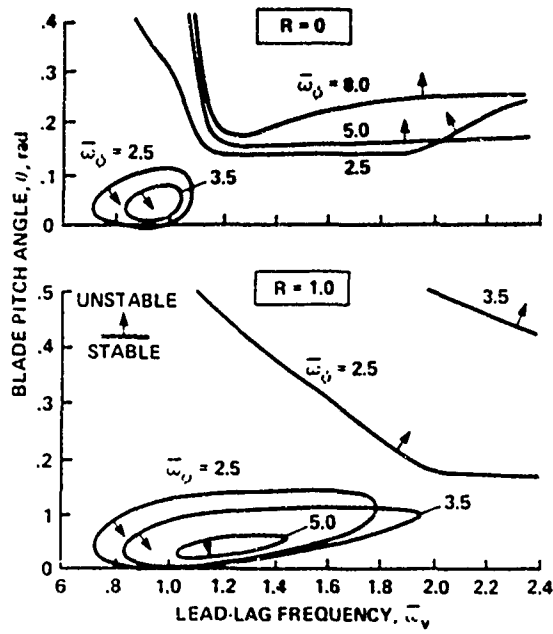 BLADE PITCH ANGLE, θ, rad
.4
.3
.2
.1
0
R = 0
ω̅ϕ = 8.0
5.0
2.5
ω̅ϕ = 2.5
3.5
.5
.4
.3
.2
.1
0
R = 1.0
UNSTABLE
STABLE
3.5
ω̅ϕ = 2.5
ω̅ϕ = 2.5
3.5
5.0
.6 .8 1.0 1.2 1.4 1.6 1.8 2.0 2.2 2.4
LEAD-LAG FREQUENCY, ω̅v